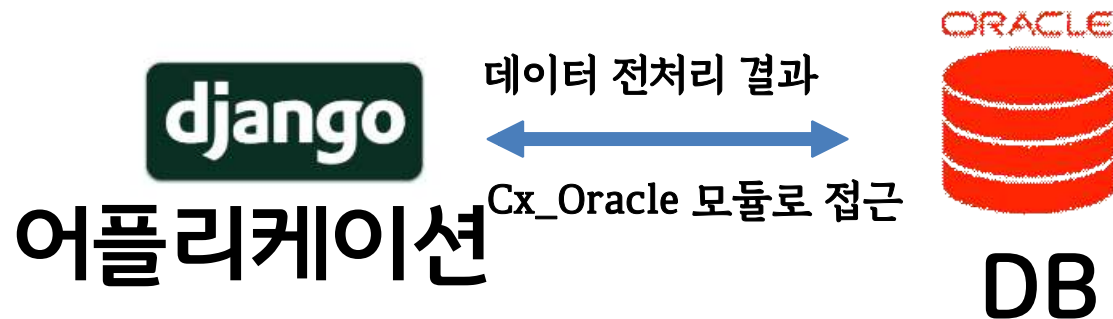 ORACLE
데이터 전처리 결과
django
Cx_Oracle 모듈로 접근
어플리케이션
DB